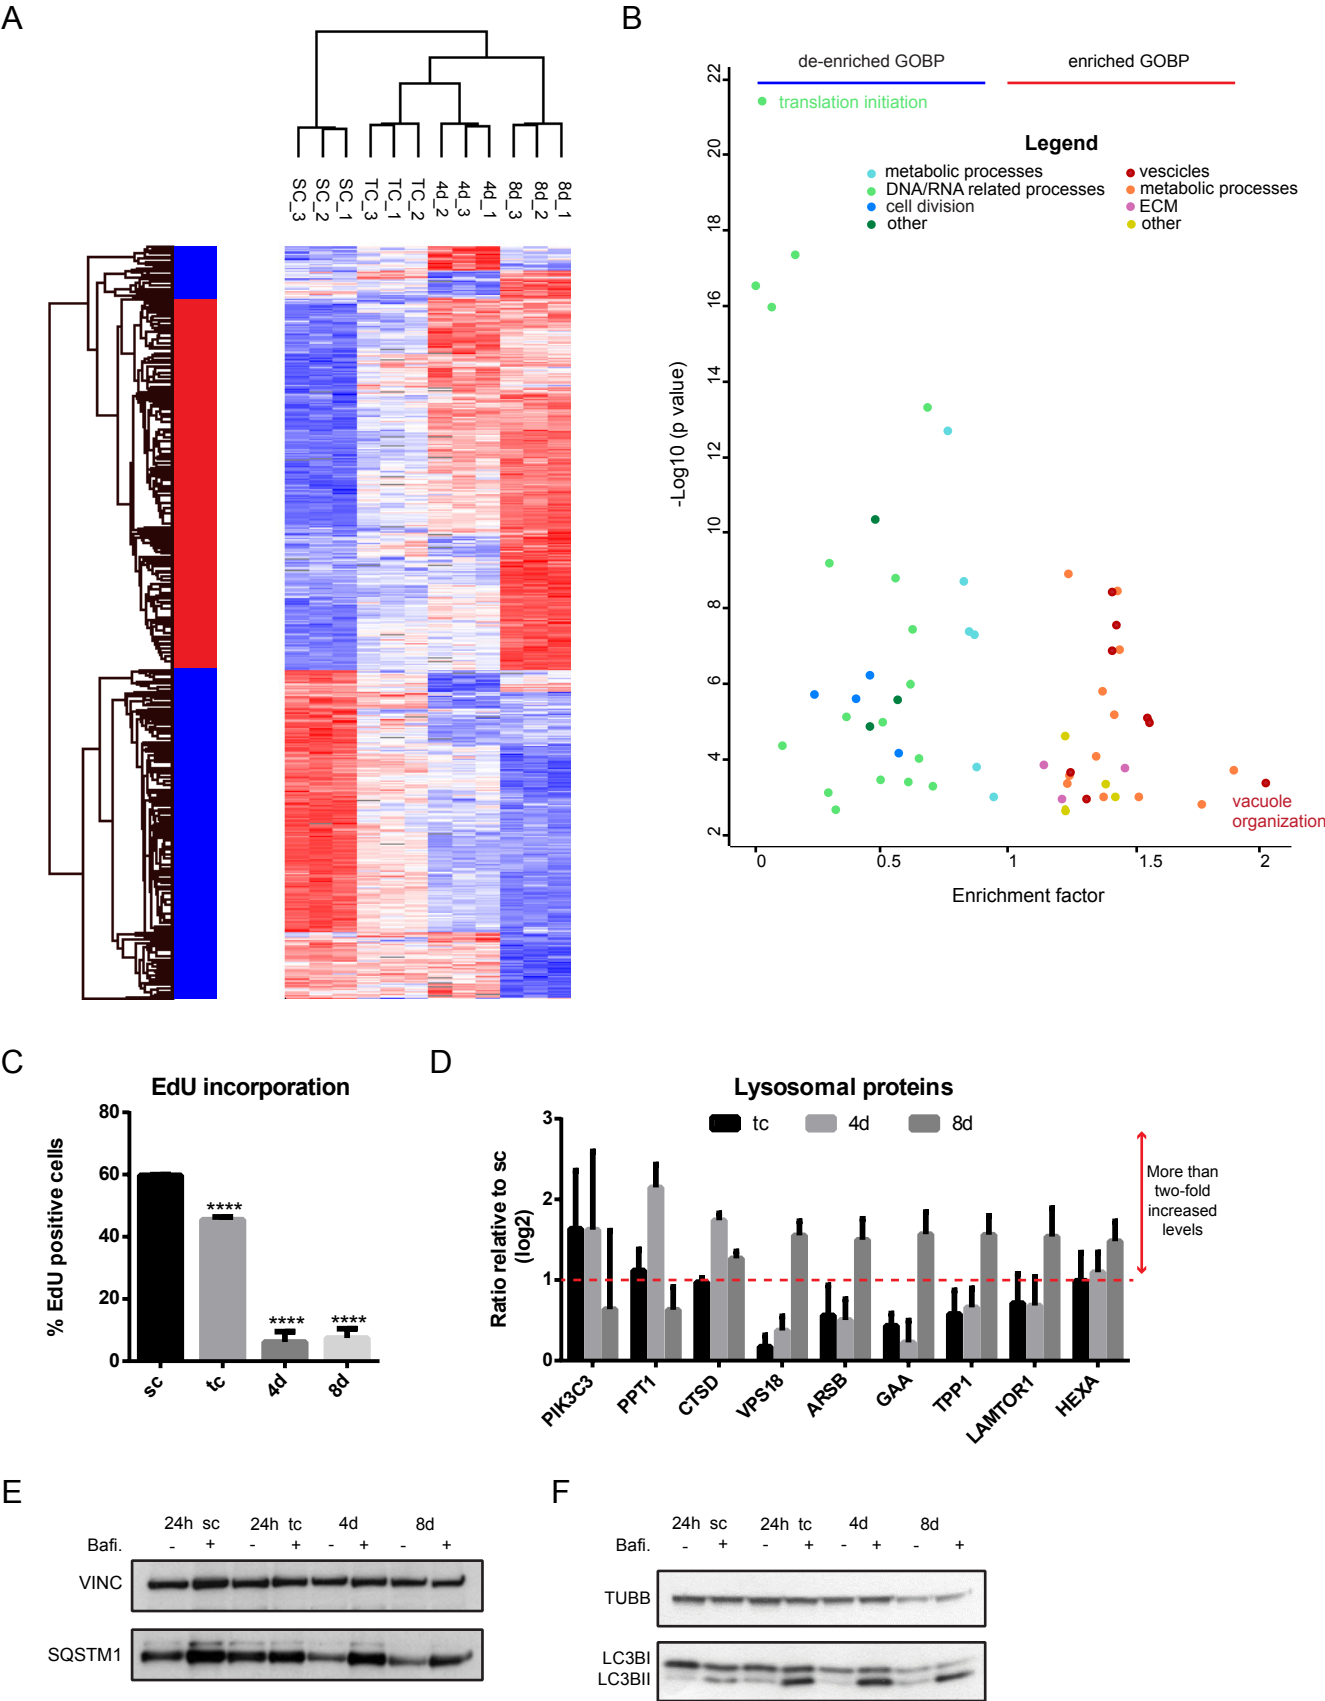 A
SC_3
SC_2
SC_1
TC_3
TC_1
TC_2
4d_2
4d_3
4d_1
8d_3
8d_2
8d_1
B
de-enriched GOBP
enriched GOBP
translation initiation
Legend
metabolic processes
DNA/RNA related processes
cell division
other
vescicles
metabolic processes
ECM
other
-Log10 (p value)
22
20
18
16
14
12
10
8
6
4
2
vacuole
organization
0
0.5
1
1.5
2
Enrichment factor
C
EdU incorporation
% EdU positive cells
80
60
40
20
0
****
****
****
sc
tc
4d
8d
D
Lysosomal proteins
tc
4d
8d
Ratio relative to sc
(log2)
3
2
1
0
More than
two-fold
increased
levels
PIK3C3
PPT1
CTSD
VPS18
ARSB
GAA
TPP1
LAMTOR1
HEXA
E
24h sc
24h tc
4d
8d
Bafi. - + - + - + - +
VINC
SQSTM1
F
24h sc
24h tc
4d
8d
Bafi. - + - + - + - +
TUBB
LC3BI
LC3BII